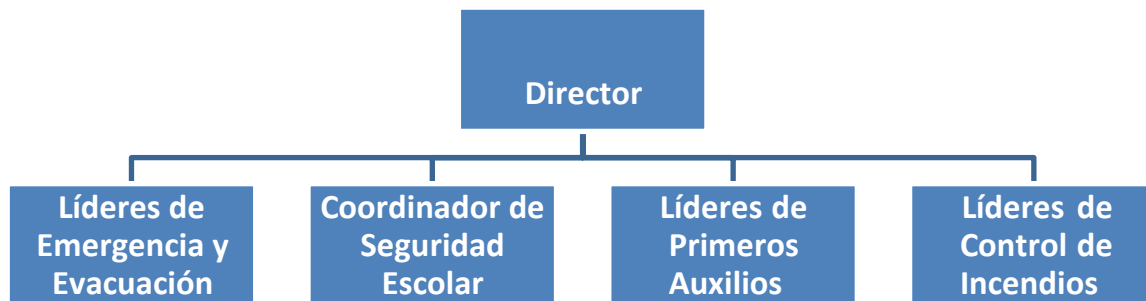 Director
Líderes de
Emergencia y
Evacuación
Coordinador de
Seguridad
Escolar
Líderes de
Primeros
Auxilios
Líderes de
Control de
Incendios